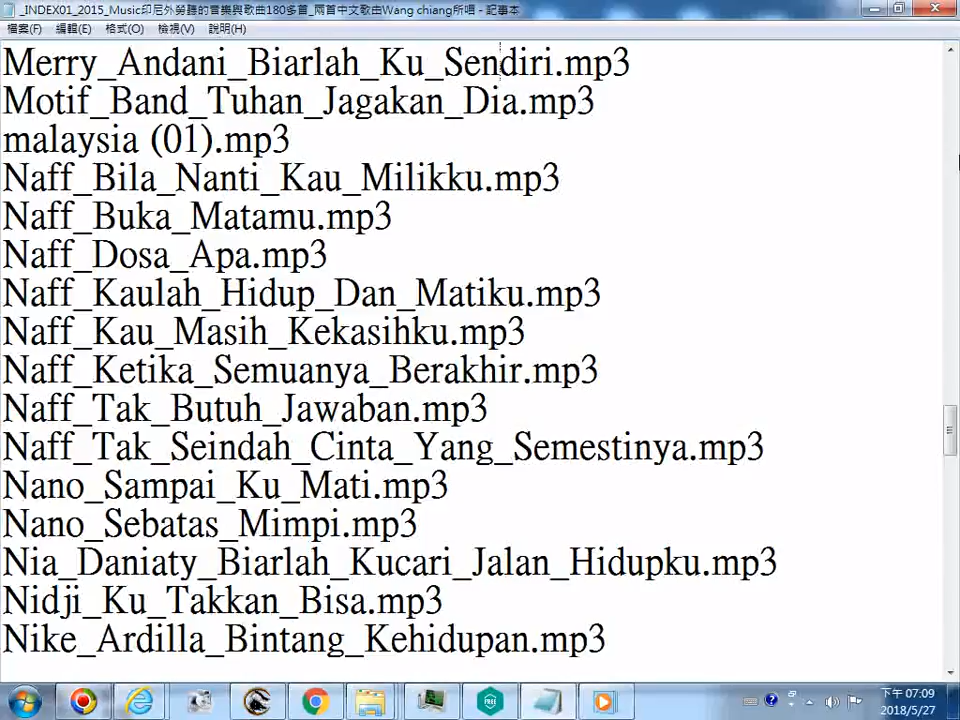 _INDEX01_2015_Music印尼外勞聽的音樂與歌曲180多首_兩首中文歌曲Wang chiang所唱 - 記事本
檔案(F) 編輯(E) 格式(O) 檢視(V) 說明(H)
Merry_Andani_Biarlah_Ku_Sendiri.mp3
Motif_Band_Tuhan_Jagakan_Dia.mp3
malaysia (01).mp3
Naff_Bila_Nanti_Kau_Milikku.mp3
Naff_Buka_Matamu.mp3
Naff_Dosa_Apa.mp3
Naff_Kaulah_Hidup_Dan_Matiku.mp3
Naff_Kau_Masih_Kekasihku.mp3
Naff_Ketika_Semuanya_Berakhir.mp3
Naff_Tak_Butuh_Jawaban.mp3
Naff_Tak_Seindah_Cinta_Yang_Semestinya.mp3
Nano_Sampai_Ku_Mati.mp3
Nano_Sebatas_Mimpi.mp3
Nia_Daniaty_Biarlah_Kucari_Jalan_Hidupku.mp3
Nidji_Ku_Takkan_Bisa.mp3
Nike_Ardilla_Bintang_Kehidupan.mp3
FREE
下午 07:09
2018/5/27